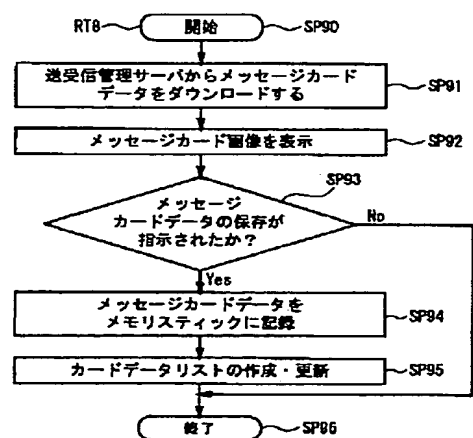 RT8
開始
SP90
送受信管理サーバからメッセージカード
データをダウンロードする
SP91
メッセージカード画像を表示
SP92
SP93
メッセージ
カードデータの保存が
指示されたか?
No
Yes
メッセージカードデータを
メモリスティックに記録
SP94
カードデータリストの作成・更新
SP95
終了
SP96